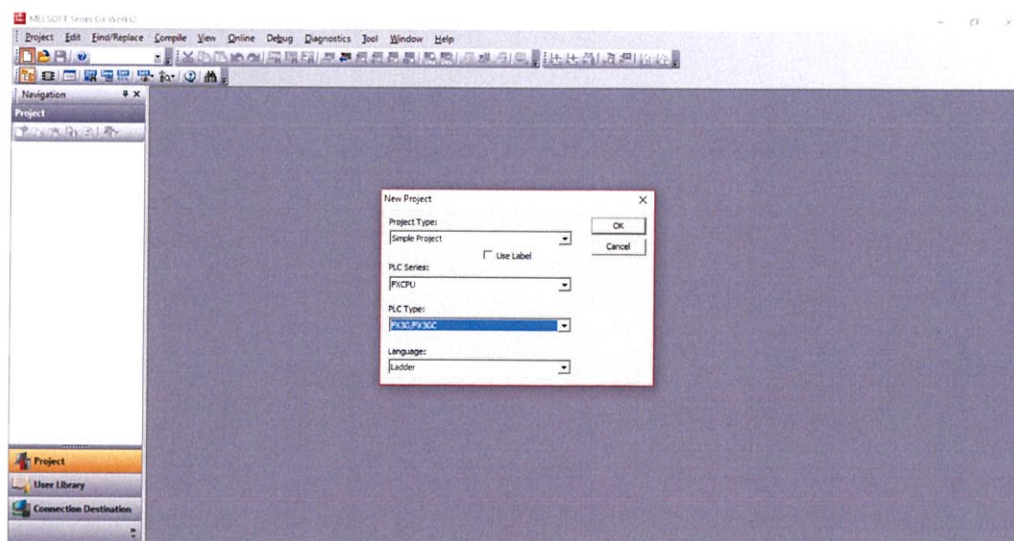 MELSOFT Series GX Works2
Project Edit Find/Replace Compile View Online Debug Diagnostics Tool Window Help
Navigation
Project
New Project
Project Type:
Simple Project
OK
Use Label
Cancel
PLC Series:
FXCPU
PLC Type:
FX3G/FX3GC
Language:
Ladder
Project
User Library
Connection Destination